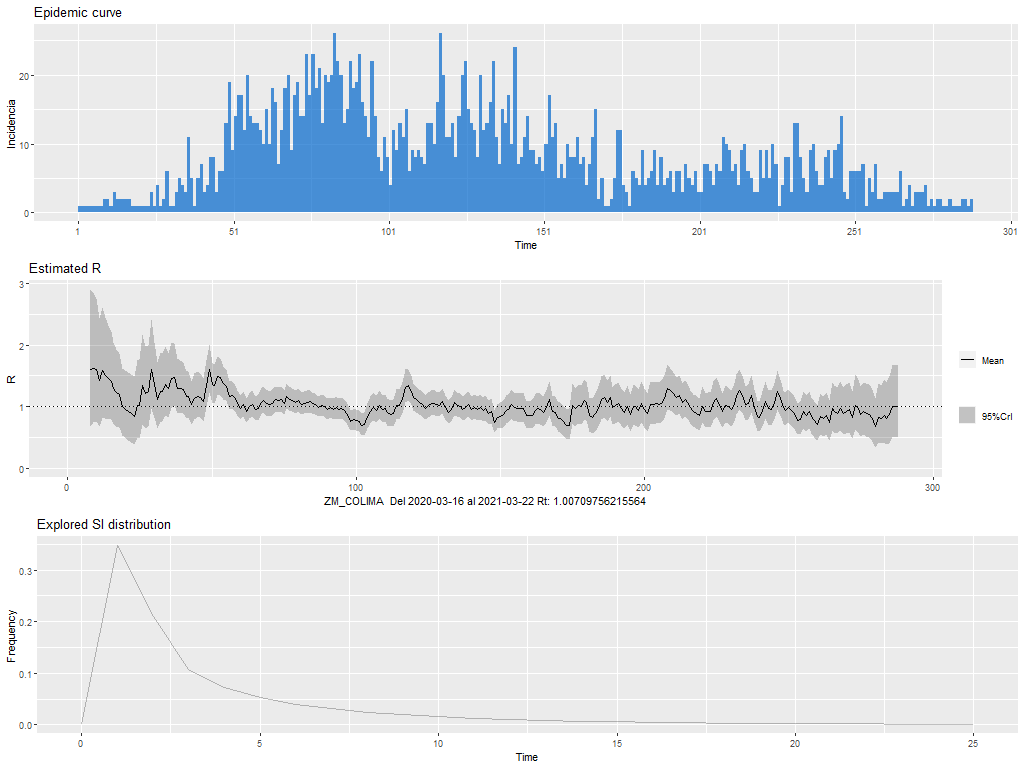 Epidemic curve
Incidencia
20
10
0
1 51 101 151 201 251 301
Time
Estimated R
R
3
2
1
0
Mean
95%CrI
0 100 200 300
ZM_COLIMA Del 2020-03-16 al 2021-03-22 Rt: 1.00709756215564
Explored SI distribution
Frequency
0.3
0.2
0.1
0.0
0 5 10 15 20 25
Time